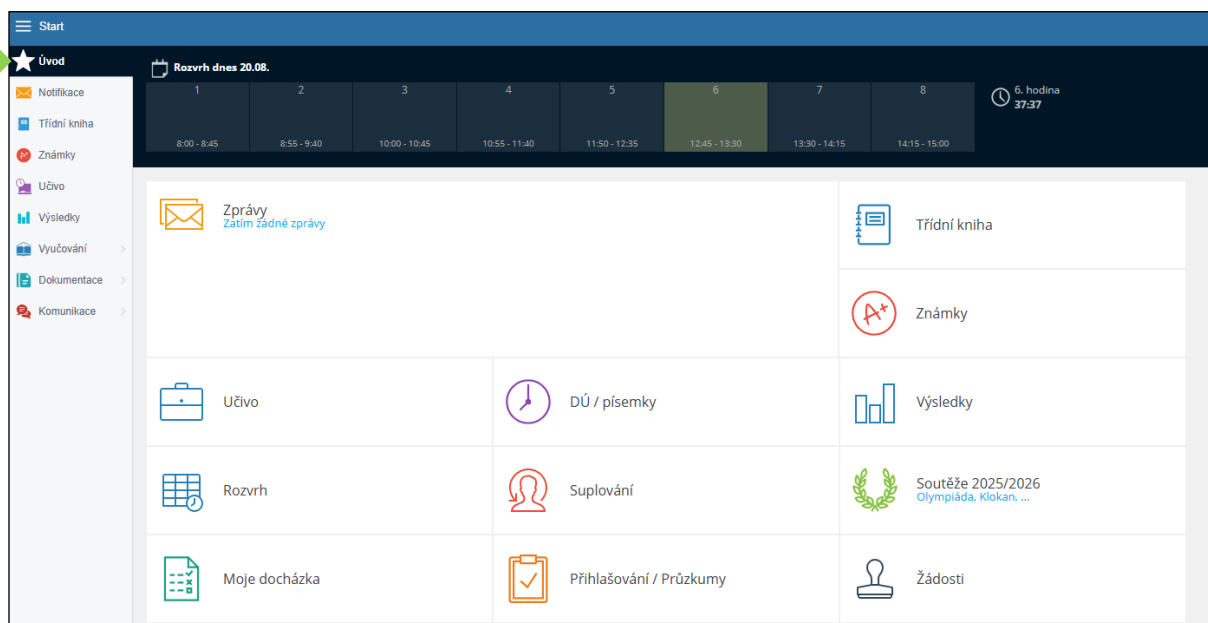 Start
Úvod
Notifikace
Třídní kniha
Známky
Učivo
Výsledky
Vyučování
Dokumentace
Komunikace
Rozvrh dnes 20.08.
1 2 3 4 5 6 7 8
8:00 - 8:45 8:55 - 9:40 10:00 - 10:45 10:55 - 11:40 11:50 - 12:35 12:45 - 13:30 13:30 - 14:15 14:15 - 15:00
6. hodina
37:37
Zprávy
Zatím žádné zprávy
Třídní kniha
A+
Známky
Učivo
DÚ / písemky
Výsledky
Rozvrh
Suplování
Soutěže 2025/2026
Olympiáda, Klokan, ...
Moje docházka
Přihlašování / Průzkumy
Žádosti